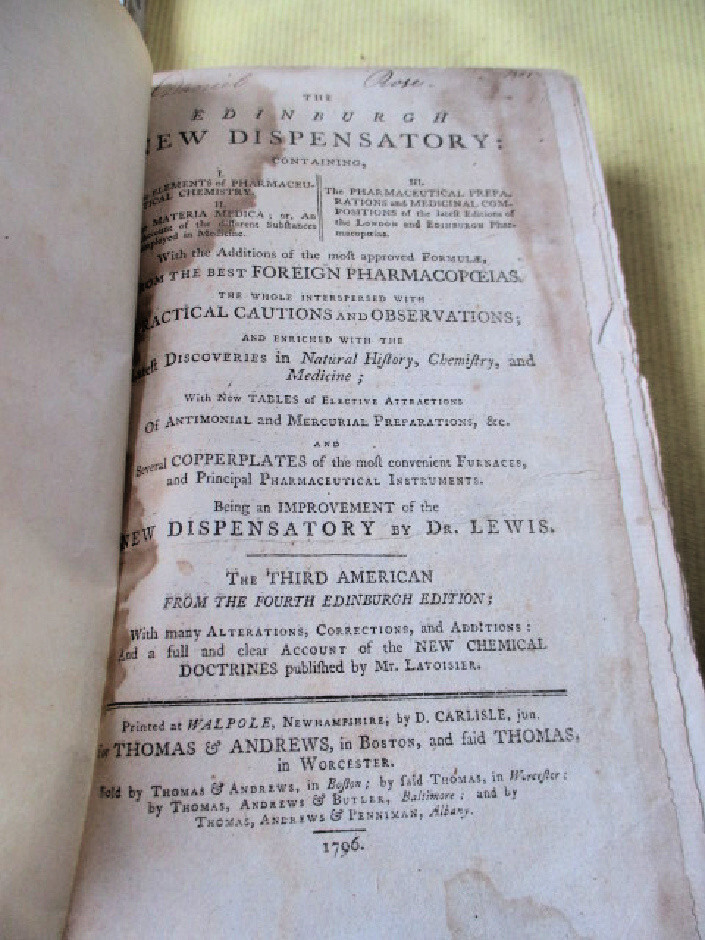 Rose.
THE
EDINBURGH
NEW DISPENSATORY:
CONTAINING,
I.
ELEMENTS of PHARMACEU-
TICAL CHEMISTRY.
II.
MATERIA MEDICA; or, An
Account of the different Subſtances
employed in Medicine.
III.
The PHARMACEUTICAL PREPA-
RATIONS and MEDICINAL COM-
POSITIONS of the lateſt Editions of
the LONDON and EDINBURGH Phar-
macopœias.
With the Additions of the moſt approved FORMULÆ,
FROM THE BEST FOREIGN PHARMACOPŒIAS.
THE WHOLE INTERSPERSED WITH
PRACTICAL CAUTIONS AND OBSERVATIONS;
AND ENRICHED WITH THE
Lateſt DISCOVERIES in Natural Hiſtory, Chemiſtry, and
Medicine;
With New TABLES of ELECTIVE ATTRACTIONS
Of ANTIMONIAL and MERCURIAL PREPARATIONS, &c.
AND
Several COPPERPLATES of the moſt convenient FURNACES,
and Principal PHARMACEUTICAL INSTRUMENTS.
Being an IMPROVEMENT of the
NEW DISPENSATORY BY DR. LEWIS.
THE THIRD AMERICAN
FROM THE FOURTH EDINBURGH EDITION;
With many ALTERATIONS, CORRECTIONS, and ADDITIONS:
And a full and clear ACCOUNT of the NEW CHEMICAL
DOCTRINES publiſhed by Mr. LAVOISIER.
Printed at WALPOLE, NEWHAMPSHIRE, by D. CARLISLE, jun.
for THOMAS & ANDREWS, in BOSTON, and ſaid THOMAS,
in WORCESTER.
Sold by THOMAS & ANDREWS, in Boſton; by ſaid THOMAS, in Worceſter:
by THOMAS, ANDREWS & BUTLER, Baltimore; and by
THOMAS, ANDREWS & PENNIMAN, Albany.
1796.